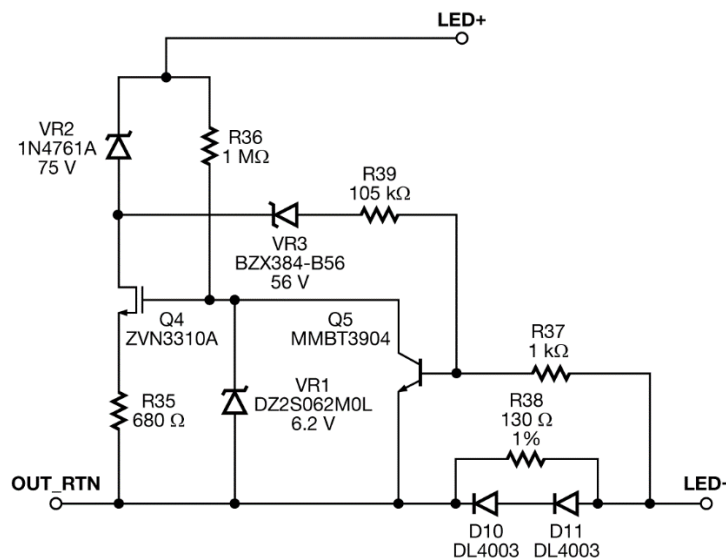 LED+
VR2
1N4761A
75 V
R36
1 MΩ
R39
105 kΩ
VR3
BZX384-B56
56 V
Q4
ZVN3310A
Q5
MMBT3904
R37
1 kΩ
R35
680 Ω
VR1
DZ2S062M0L
6.2 V
R38
130 Ω
1%
OUT_RTN
LED-
D10
DL4003
D11
DL4003